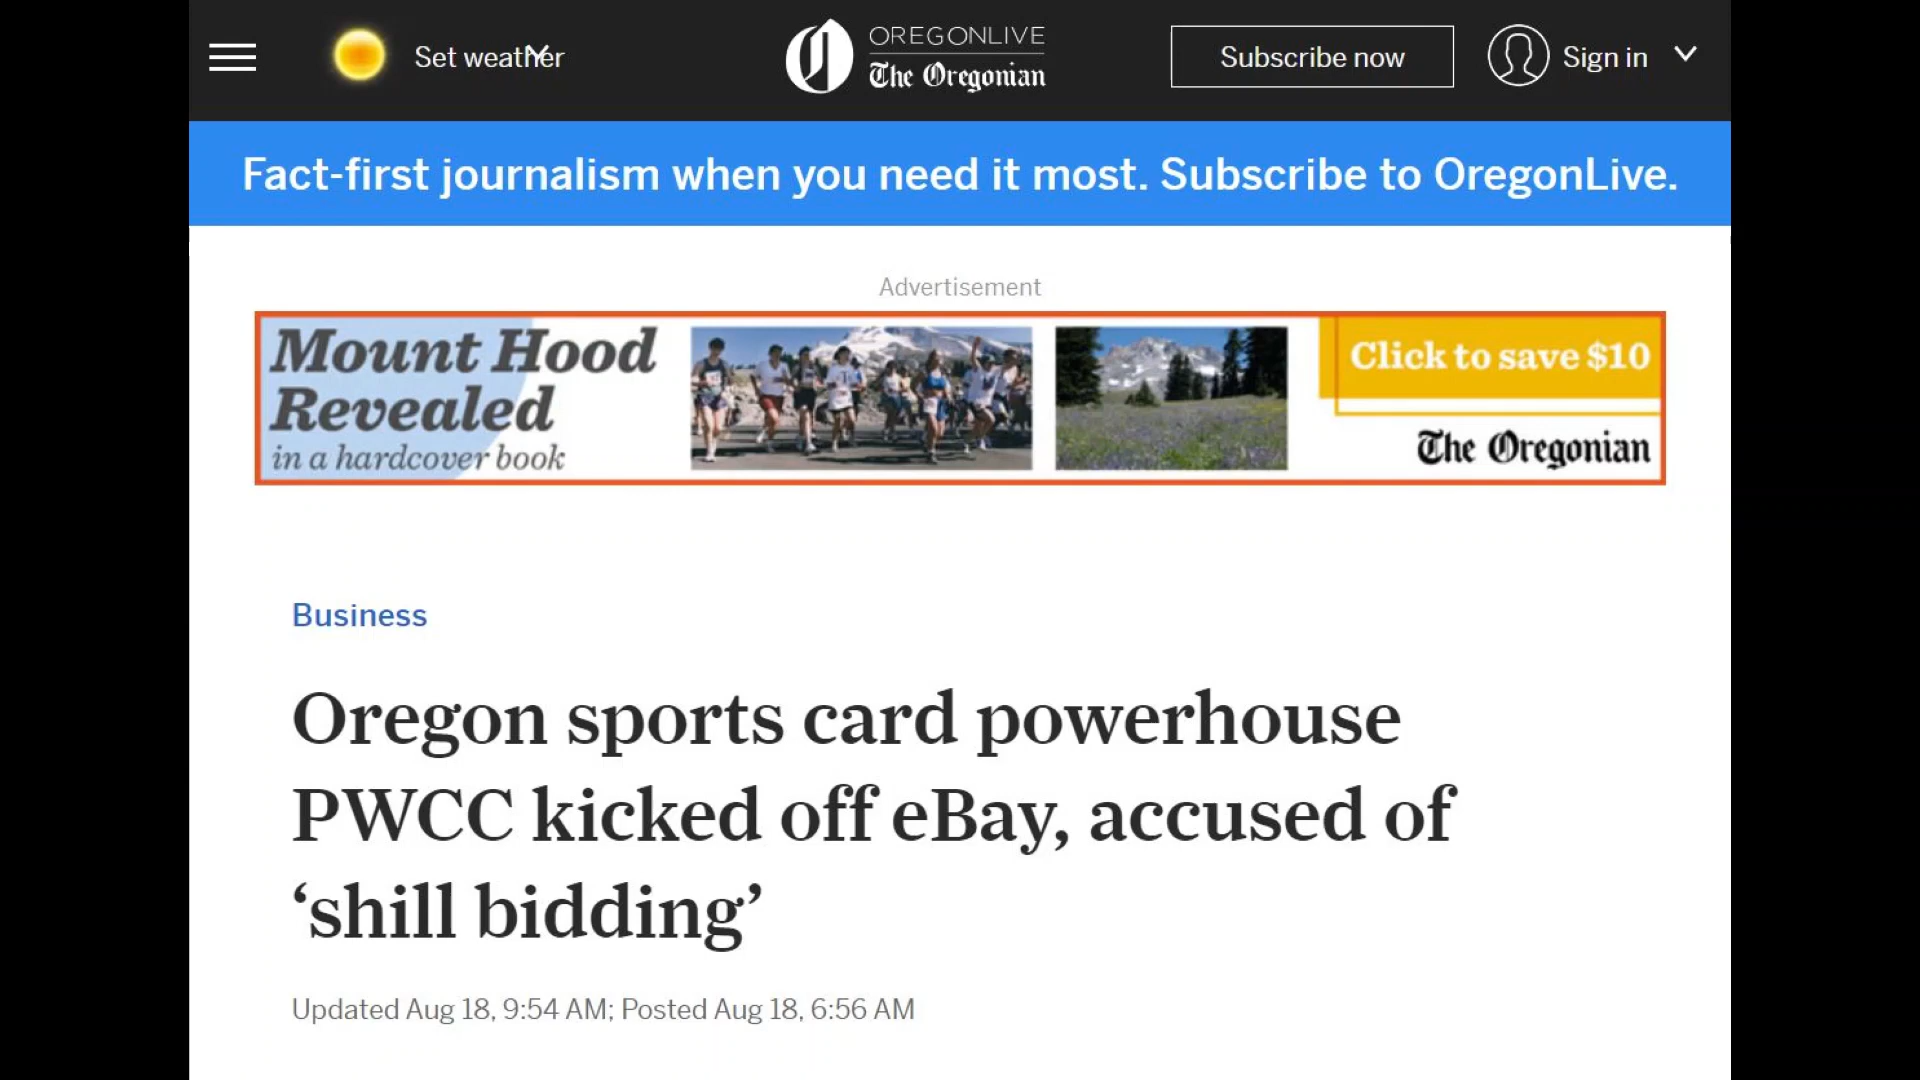 Set weather
OREGONLIVE
The Oregonian
Subscribe now
Sign in
Fact-first journalism when you need it most. Subscribe to OregonLive.
Advertisement
Mount Hood
Revealed
in a hardcover book
Click to save $10
The Oregonian
Business
Oregon sports card powerhouse
PWCC kicked off eBay, accused of
‘shill bidding’
Updated Aug 18, 9:54 AM; Posted Aug 18, 6:56 AM